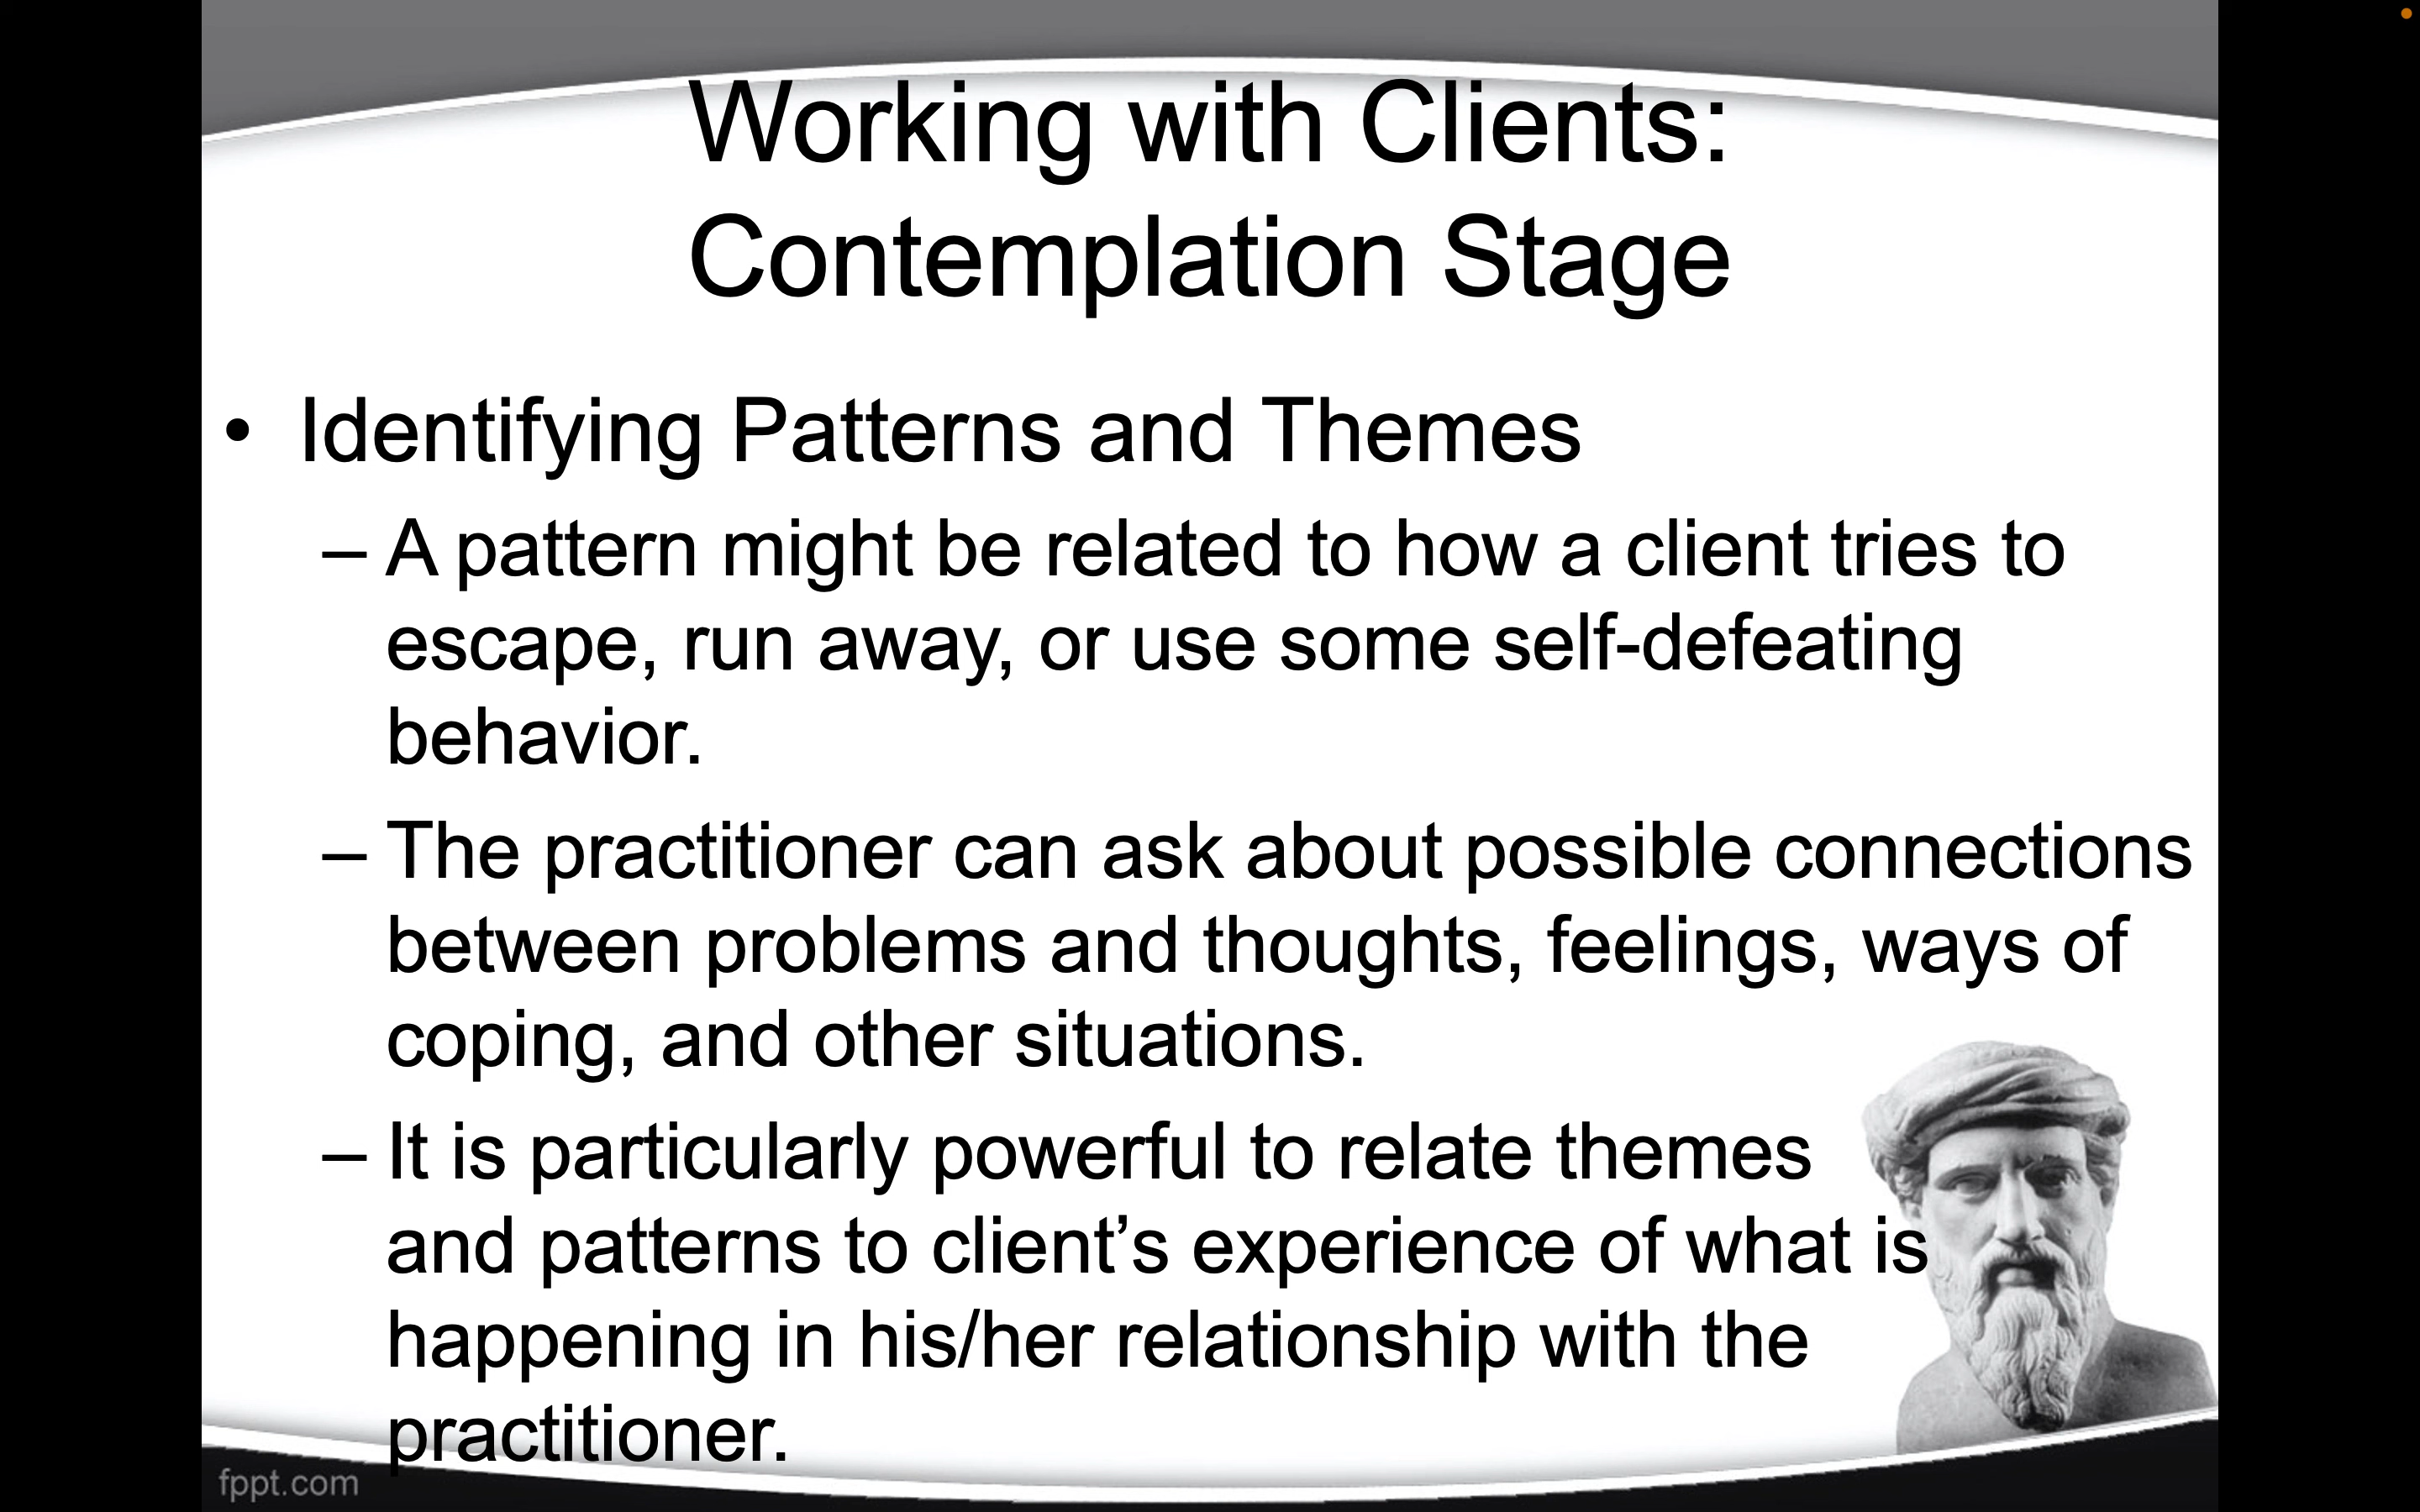 Working with Clients:
Contemplation Stage
• Identifying Patterns and Themes
– A pattern might be related to how a client tries to
escape, run away, or use some self-defeating
behavior.
– The practitioner can ask about possible connections
between problems and thoughts, feelings, ways of
coping, and other situations.
– It is particularly powerful to relate themes
and patterns to client’s experience of what is
happening in his/her relationship with the
practitioner.
fppt.com